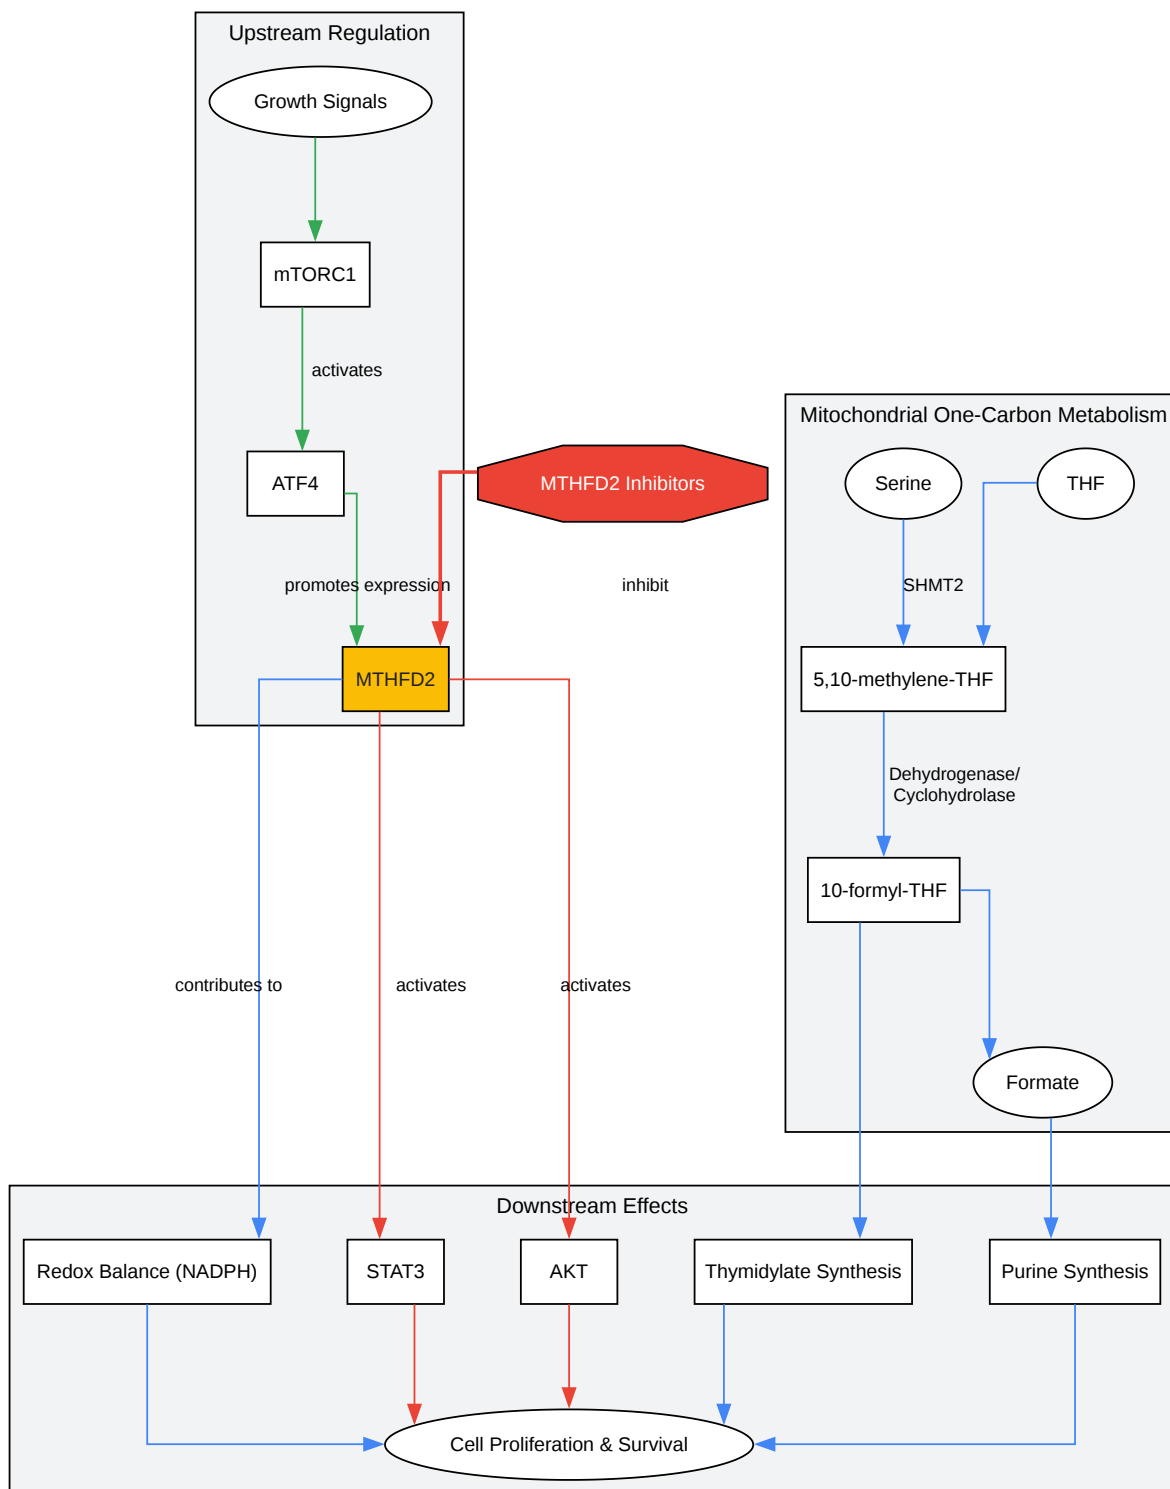 Upstream Regulation
Growth Signals
mTORC1
activates
ATF4
promotes expression
MTHFD2
MTHFD2 Inhibitors
inhibit
Mitochondrial One-Carbon Metabolism
Serine
THF
SHMT2
5,10-methylene-THF
Dehydrogenase/
Cyclohydrolase
10-formyl-THF
Formate
contributes to
activates
activates
Downstream Effects
Redox Balance (NADPH)
STAT3
AKT
Thymidylate Synthesis
Purine Synthesis
Cell Proliferation & Survival